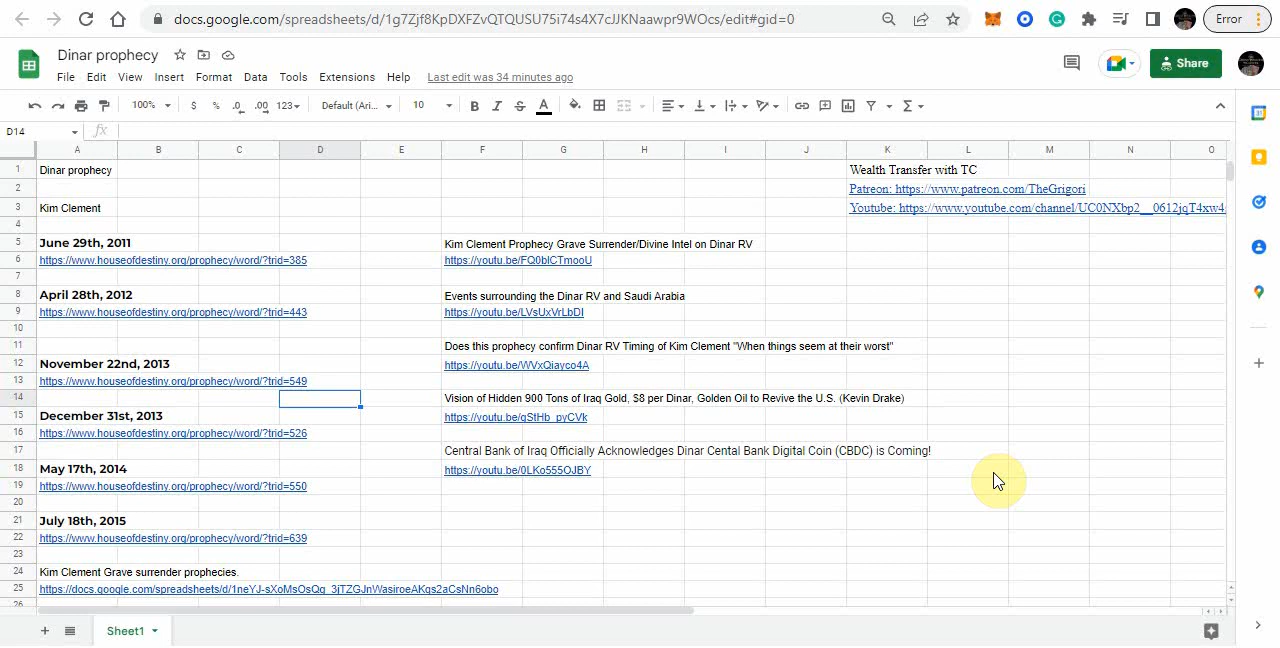 docs.google.com/spreadsheets/d/1g7Zjf8KpDXFZvQTQUSU75i74s4X7cJJKNaawpr9WOcs/edit#gid=0
Error
Dinar prophecy
File Edit View Insert Format Data Tools Extensions Help Last edit was 34 minutes ago
Share
100% $ % .0 .00 123 Default (Ari... 10 B I S A
D14 fx
A B C D E F G H I J K L M N O
1 Dinar prophecy Wealth Transfer with TC
2 Patreon: https://www.patreon.com/TheGrigori
3 Kim Clement Youtube: https://www.youtube.com/channel/UC0NXbp2__0612jqT4xw4
4
5 June 29th, 2011 Kim Clement Prophecy Grave Surrender/Divine Intel on Dinar RV
6 https://www.houseofdestiny.org/prophecy/word/?trid=385 https://youtu.be/FQ0blCTmooU
7
8 April 28th, 2012 Events surrounding the Dinar RV and Saudi Arabia
9 https://www.houseofdestiny.org/prophecy/word/?trid=443 https://youtu.be/LVsUxVrLbDI
10
11 Does this prophecy confirm Dinar RV Timing of Kim Clement "When things seem at their worst"
12 November 22nd, 2013 https://youtu.be/WVxQiayco4A
13 https://www.houseofdestiny.org/prophecy/word/?trid=549
14 Vision of Hidden 900 Tons of Iraq Gold, $8 per Dinar, Golden Oil to Revive the U.S. (Kevin Drake)
15 December 31st, 2013 https://youtu.be/qStHb_pyCVk
16 https://www.houseofdestiny.org/prophecy/word/?trid=526
17 Central Bank of Iraq Officially Acknowledges Dinar Cental Bank Digital Coin (CBDC) is Coming!
18 May 17th, 2014 https://youtu.be/0LKo555OJBY
19 https://www.houseofdestiny.org/prophecy/word/?trid=550
20
21 July 18th, 2015
22 https://www.houseofdestiny.org/prophecy/word/?trid=639
23
24 Kim Clement Grave surrender prophecies.
25 https://docs.google.com/spreadsheets/d/1neYJ-sXoMsOsQq_3jTZGJnWasiroeAKgs2aCsNn6obo
26
Sheet1